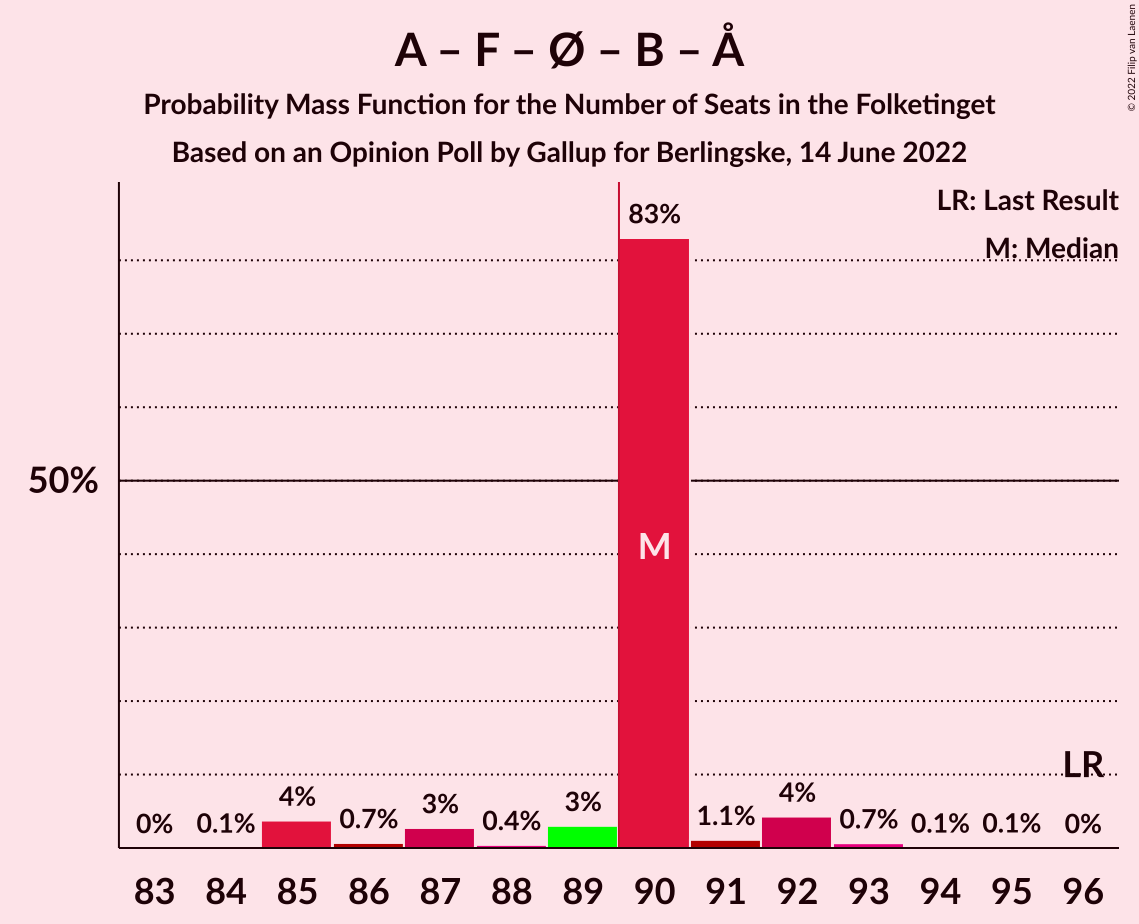 A – F – Ø – B – Å
Probability Mass Function for the Number of Seats in the Folketinget
Based on an Opinion Poll by Gallup for Berlingske, 14 June 2022
© 2022 Filip van Laenen
LR: Last Result
M: Median
50%
0% 0.1% 4% 0.7% 3% 0.4% 3% 83% 1.1% 4% 0.7% 0.1% 0.1% 0%
M
LR
83 84 85 86 87 88 89 90 91 92 93 94 95 96